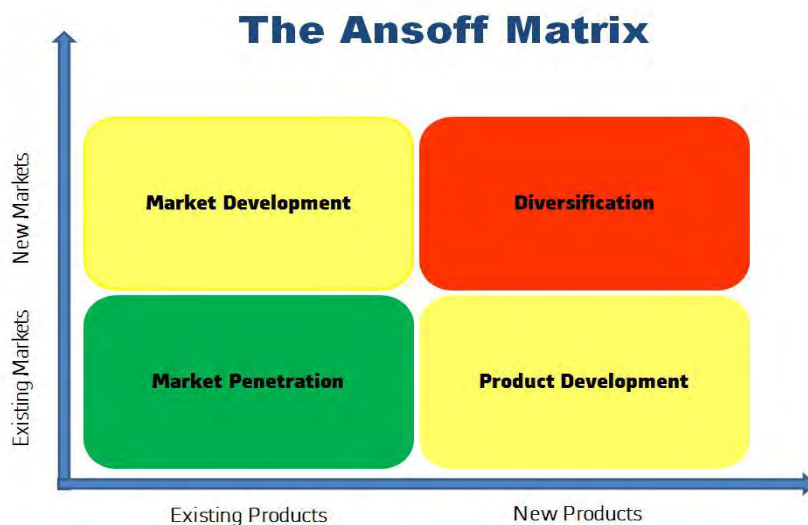 The Ansoff Matrix
New Markets
Market Development
Diversification
Existing Markets
Market Penetration
Product Development
Existing Products
New Products